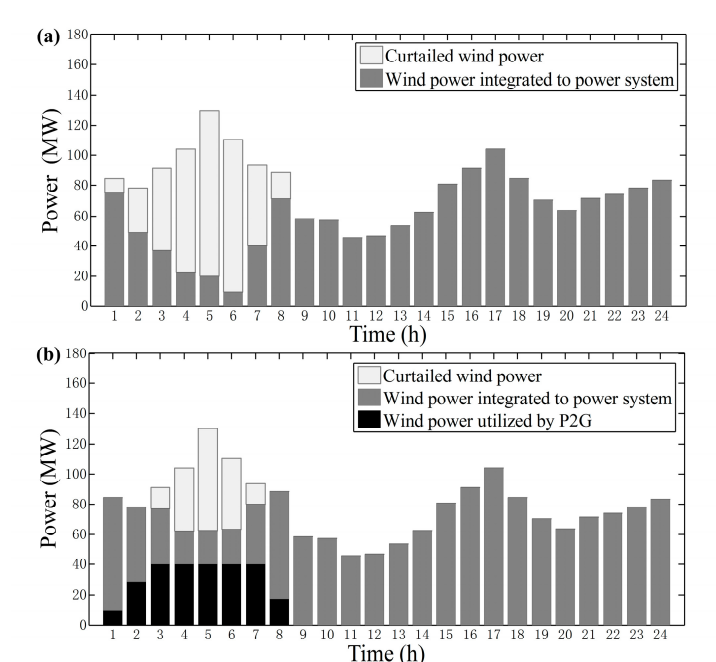 (a)
180
160
140
120
100
80
60
40
20
0
Power (MW)
Curtailed wind power
Wind power integrated to power system
1 2 3 4 5 6 7 8 9 10 11 12 13 14 15 16 17 18 19 20 21 22 23 24
Time (h)
(b)
180
160
140
120
100
80
60
40
20
0
Power (MW)
Curtailed wind power
Wind power integrated to power system
Wind power utilized by P2G
1 2 3 4 5 6 7 8 9 10 11 12 13 14 15 16 17 18 19 20 21 22 23 24
Time (h)